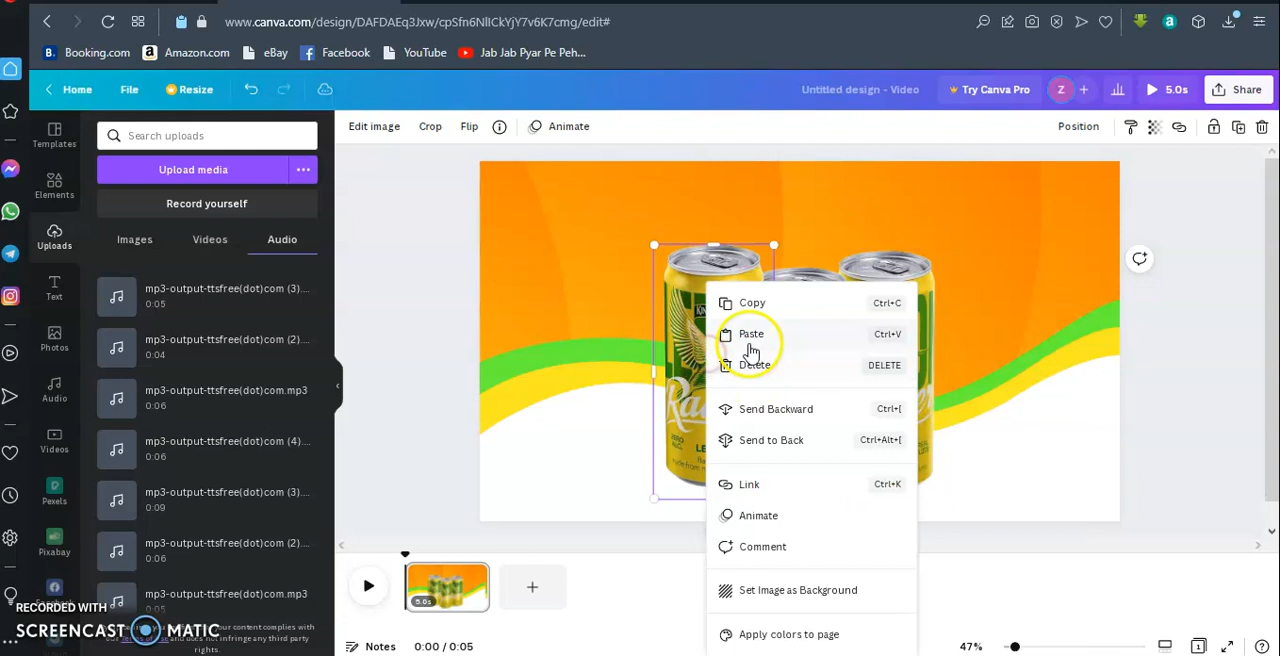 www.canva.com/design/DAFDAEq3Jxw/cpSfn6NlICkYjY7v6K7cmg/edit#
B. Booking.com
a Amazon.com
eBay
Facebook
YouTube
Jab Jab Pyar Pe Peh...
Home
File
Resize
Untitled design - Video
Try Canva Pro
Z
+
5.0s
Share
Templates
Elements
Uploads
Text
Photos
Audio
Videos
Pexels
Pixabay
Search uploads
Upload media
Record yourself
Images
Videos
Audio
mp3-output-ttsfree(dot)com (3)....
0:05
mp3-output-ttsfree(dot)com (2)....
0:04
mp3-output-ttsfree(dot)com.mp3
0:06
mp3-output-ttsfree(dot)com (4)....
0:06
mp3-output-ttsfree(dot)com (3)....
0:09
mp3-output-ttsfree(dot)com (2)....
0:06
mp3-output-ttsfree(dot)com.mp3
Edit image
Crop
Flip
Animate
Position
Copy
Ctrl+C
Paste
Ctrl+V
Delete
DELETE
Send Backward
Ctrl+[
Send to Back
Ctrl+Alt+[
Link
Ctrl+K
Animate
Comment
Set Image as Background
Apply colors to page
5.0s
Notes
0:00 / 0:05
47%
1
RECORDED WITH
SCREENCAST MATIC